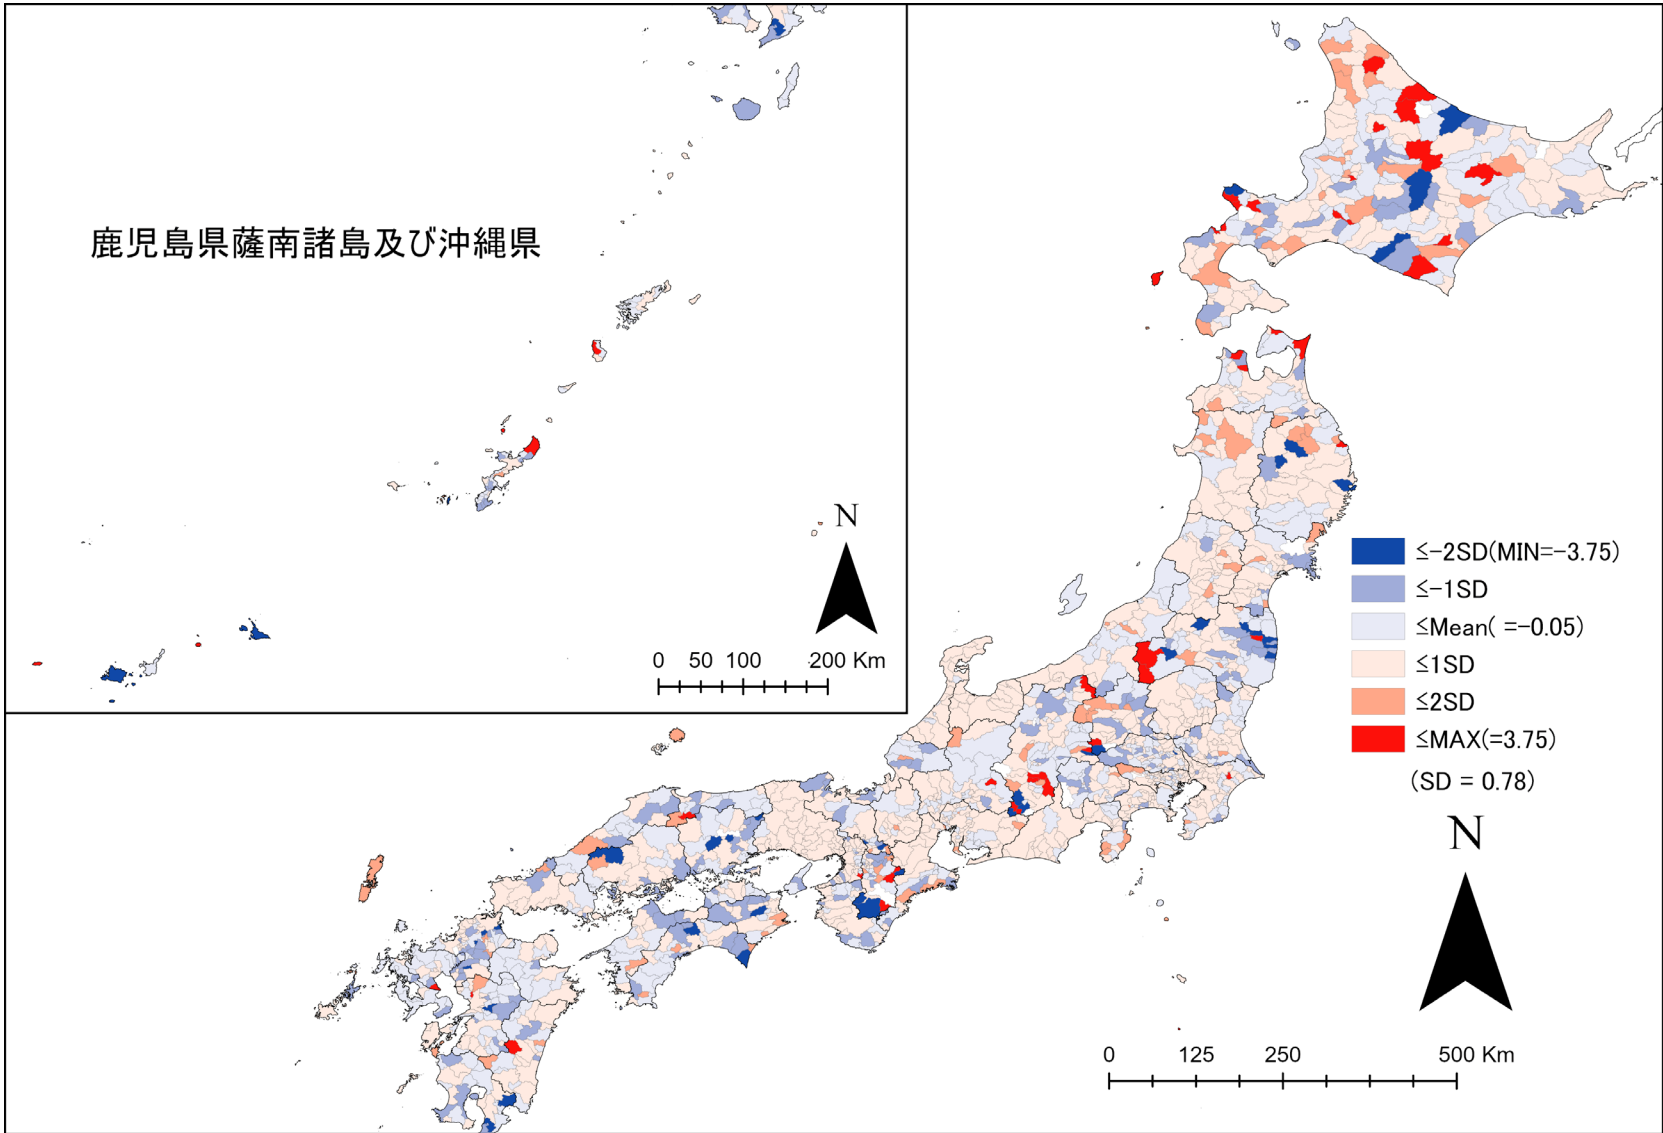 鹿児島県薩南諸島及び沖縄県
N
0 50 100 200 Km
≤-2SD(MIN=-3.75)
≤-1SD
≤Mean( =-0.05)
≤1SD
≤2SD
≤MAX(=3.75)
(SD = 0.78)
N
0 125 250 500 Km